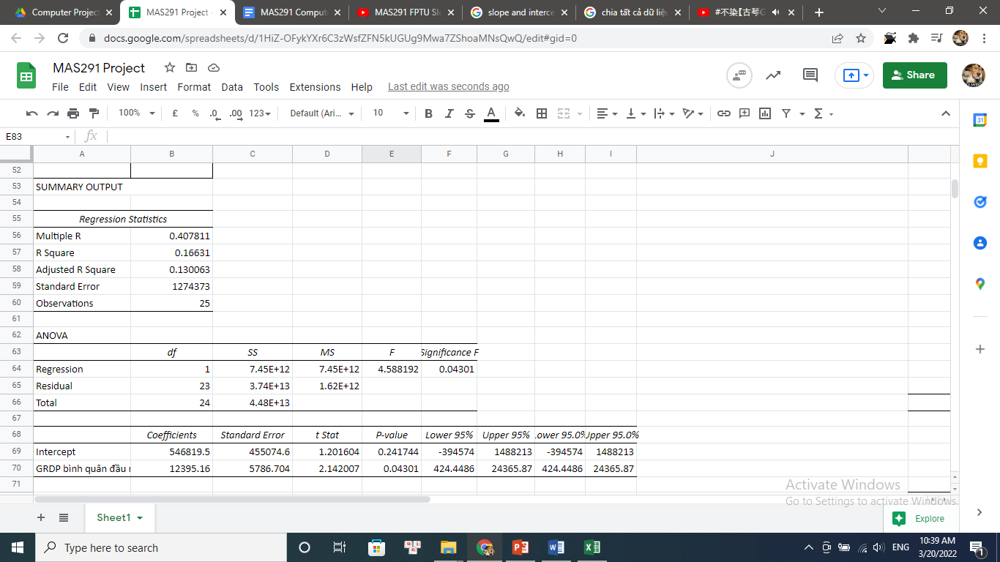 Computer Project
MAS291 Project -
MAS291 Comput
MAS291 FPTU Sl
slope and interce
chia tất cả dữ liệu
#不染【古琴G
docs.google.com/spreadsheets/d/1HiZ-OFykYXr6C3zWsfZFN5kUGUg9Mwa7ZShoaMNsQwQ/edit#gid=0
MAS291 Project
File Edit View Insert Format Data Tools Extensions Help Last edit was seconds ago
Share
100% £ % .0 .00 123 Default (Ari... 10 B I S A
31
E83 fx
A B C D E F G H I J
52
53 SUMMARY OUTPUT
54
55 Regression Statistics
56 Multiple R 0.407811
57 R Square 0.16631
58 Adjusted R Square 0.130063
59 Standard Error 1274373
60 Observations 25
61
62 ANOVA
63 df SS MS F Significance F
64 Regression 1 7.45E+12 7.45E+12 4.588192 0.04301
65 Residual 23 3.74E+13 1.62E+12
66 Total 24 4.48E+13
67
68 Coefficients Standard Error t Stat P-value Lower 95% Upper 95% .ower 95.0% Jpper 95.0%
69 Intercept 546819.5 455074.6 1.201604 0.241744 -394574 1488213 -394574 1488213
70 GRDP bình quân đầu 12395.16 5786.704 2.142007 0.04301 424.4486 24365.87 424.4486 24365.87
71
Activate Windows
Go to Settings to activate Windows.
Sheet1
Explore
Type here to search
ENG
10:39 AM
3/20/2022
1